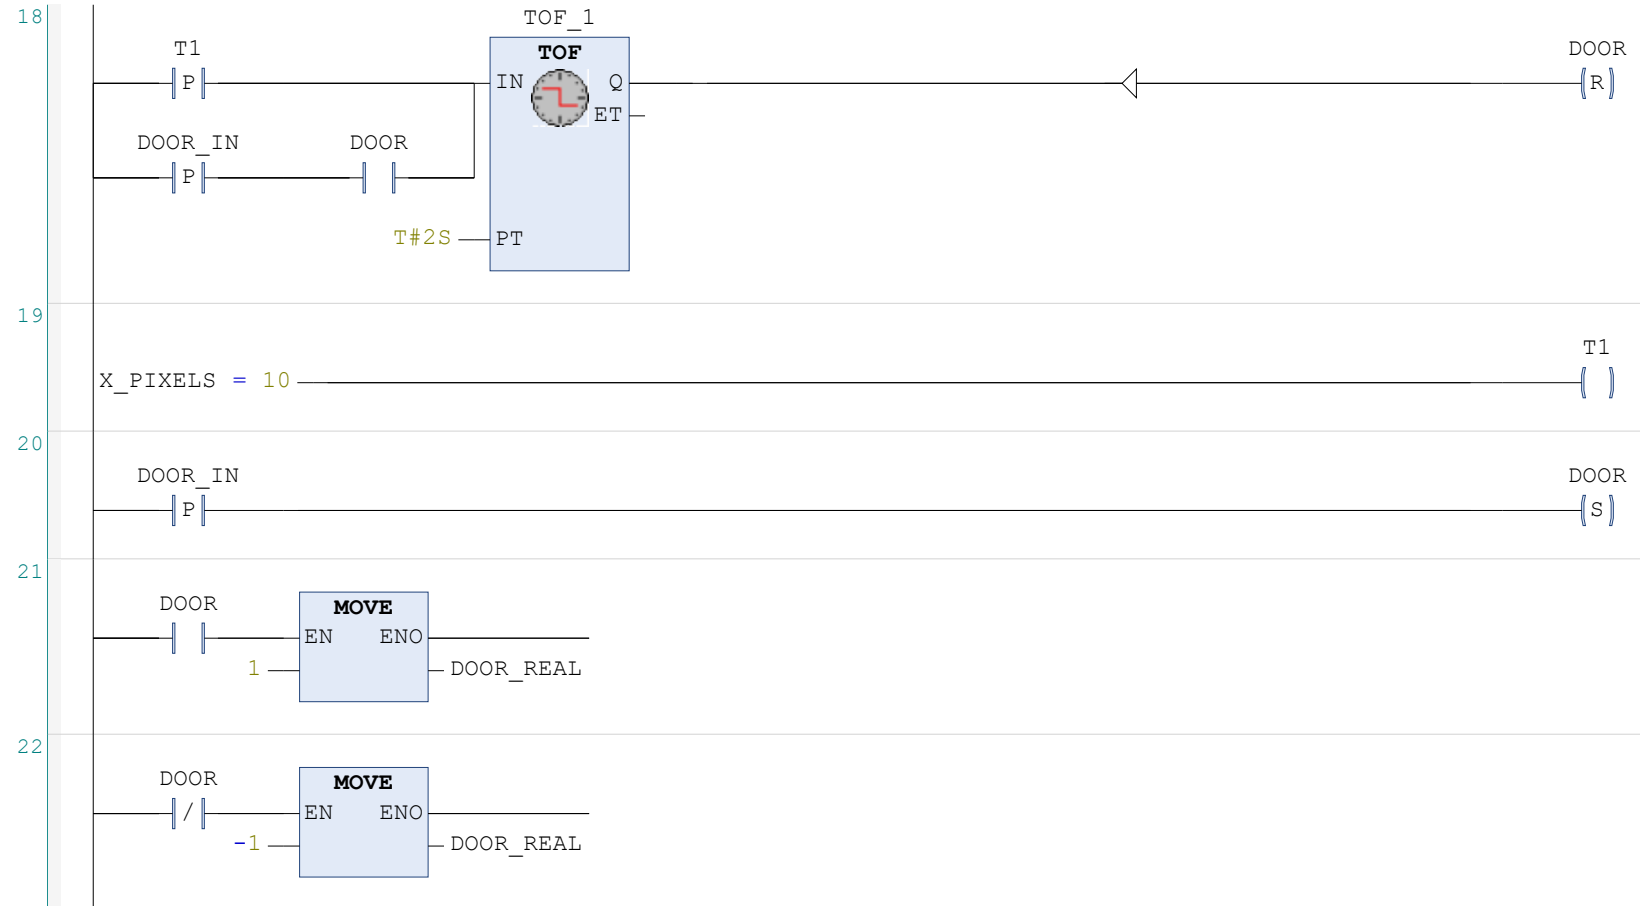 18
TOF_1
TOF
T1
P
IN
Q
DOOR
R
ET
DOOR_IN
P
DOOR
T#2S
PT
19
T1
X_PIXELS = 10
20
DOOR_IN
P
DOOR
S
21
DOOR
MOVE
EN ENO
1
DOOR_REAL
22
DOOR
/
MOVE
EN ENO
-1
DOOR_REAL